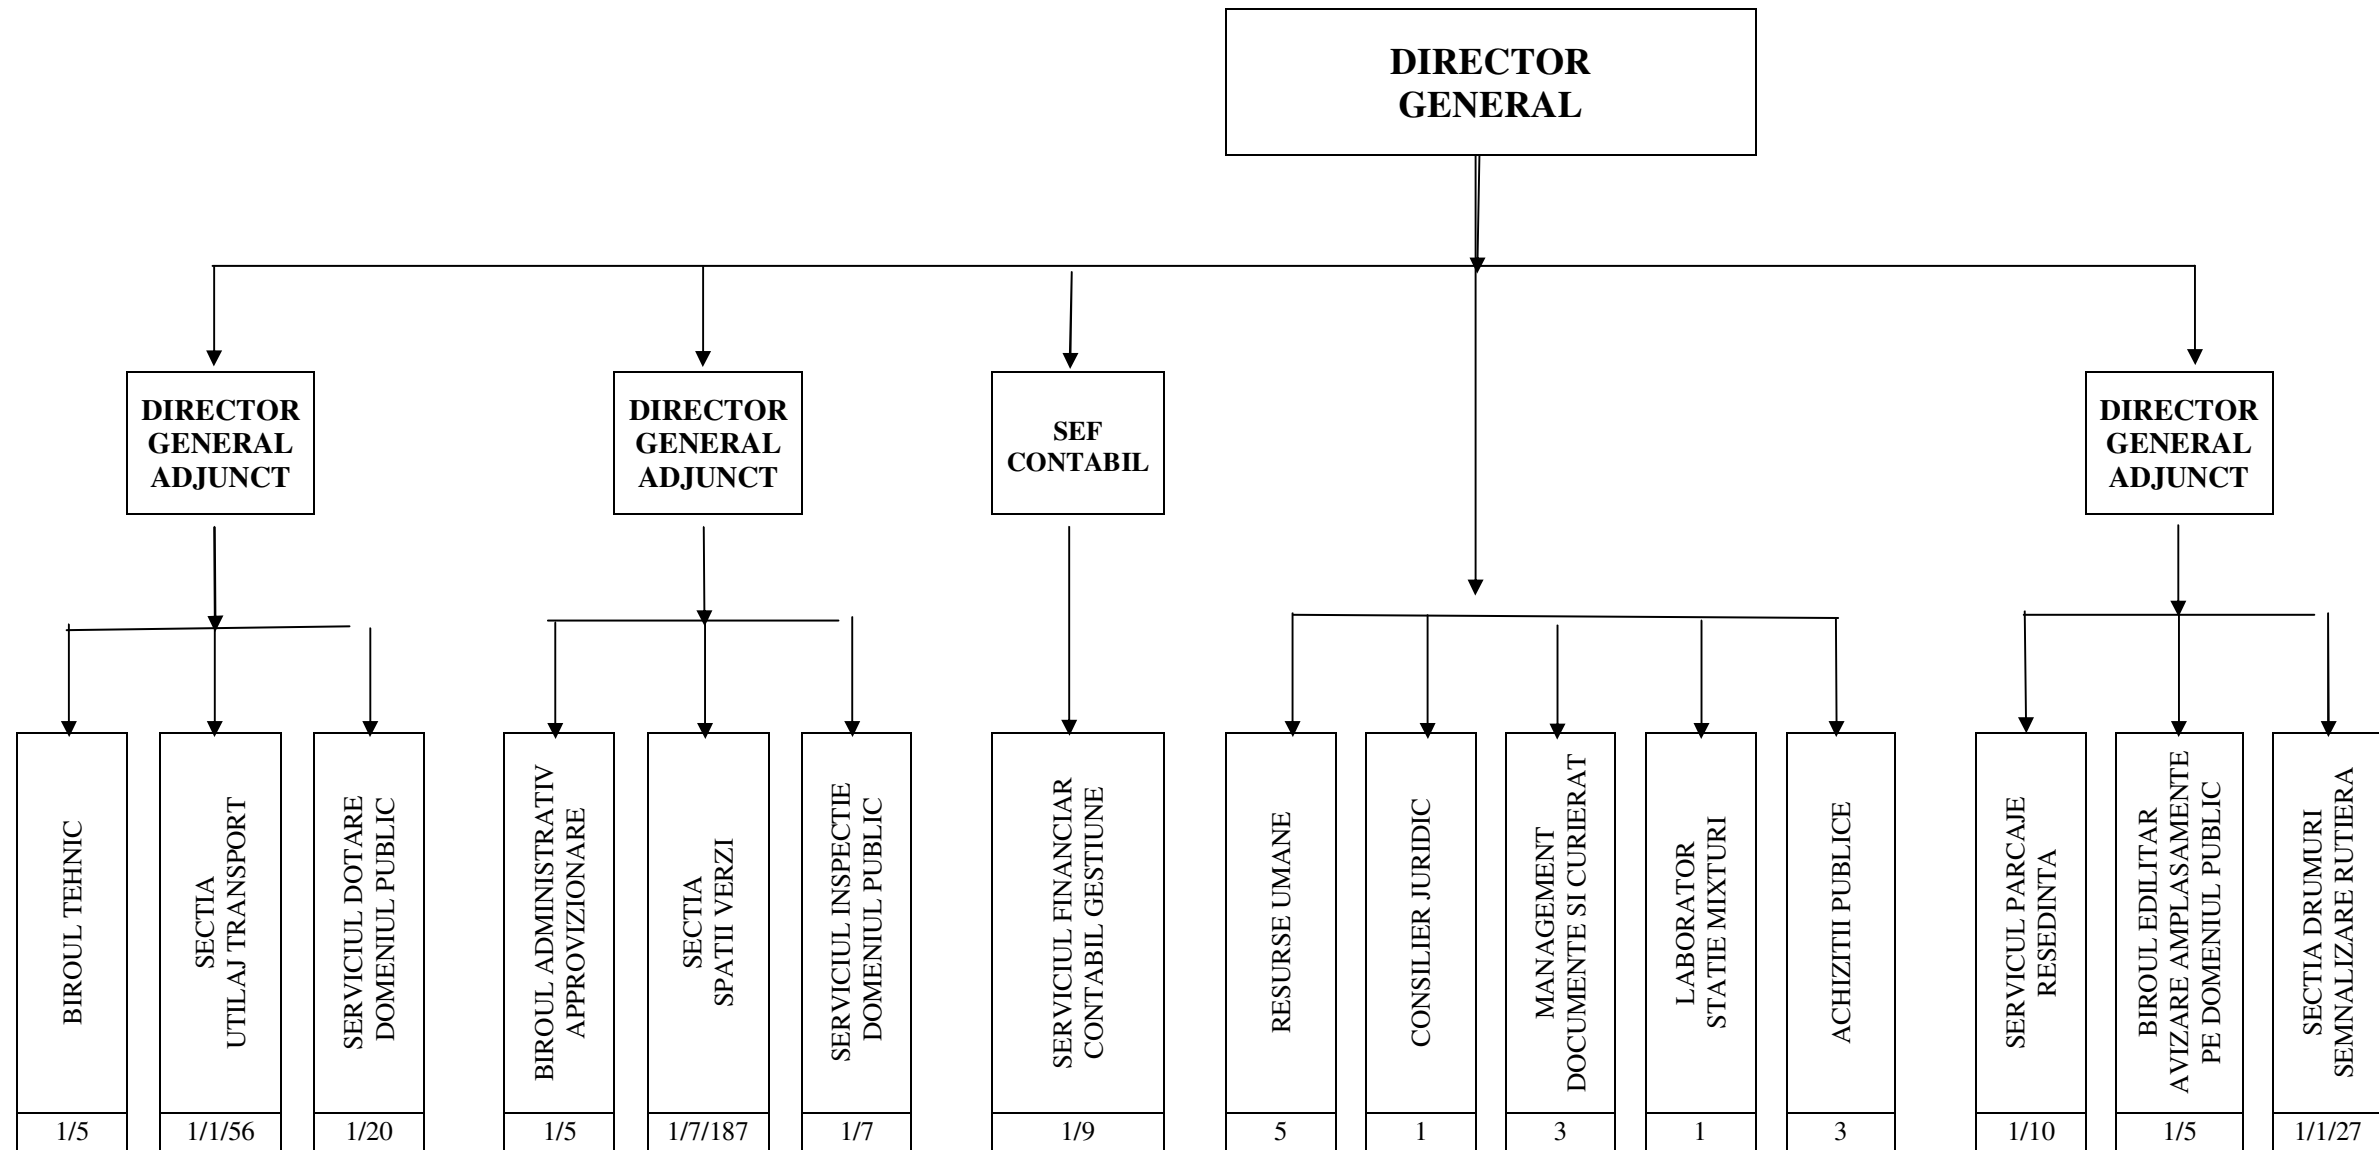 DIRECTOR
GENERAL
DIRECTOR
GENERAL
ADJUNCT
DIRECTOR
GENERAL
ADJUNCT
SEF
CONTABIL
DIRECTOR
GENERAL
ADJUNCT
BIROUL TEHNIC
SECTIA
UTILAJ TRANSPORT
SERVICIUL DOTARE
DOMENIUL PUBLIC
BIROUL ADMINISTRATIV
APPROVIZIONARE
SECTIA
SPATII VERZI
SERVICIUL INSPECTIE
DOMENIUL PUBLIC
SERVICIUL FINANCIAR
CONTABIL GESTIUNE
RESURSE UMANE
CONSILIER JURIDIC
MANAGEMENT
DOCUMENTE SI CURIERAT
LABORATOR
STATIE MIXTURI
ACHIZITII PUBLICE
SERVICUL PARCAJE
RESEDINTA
BIROUL EDILITAR
AVIZARE AMPLASAMENTE
PE DOMENIUL PUBLIC
SECTIA DRUMURI
SEMNALIZARE RUTIERA
1/5
1/1/56
1/20
1/5
1/7/187
1/7
1/9
5
1
3
1
3
1/10
1/5
1/1/27